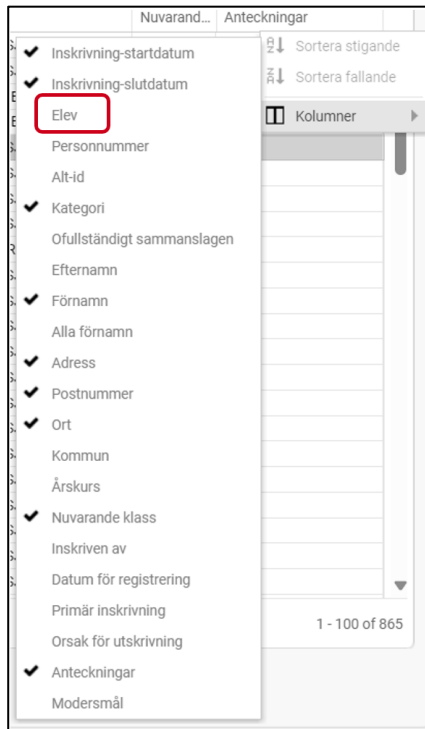 Nuvarand... Anteckningar
Sortera stigande
Sortera fallande
Kolumner
Inskrivning-startdatum
Inskrivning-slutdatum
Elev
Personnummer
Alt-id
Kategori
Ofullständigt sammanslagen
Efternamn
Förnamn
Alla förnamn
Adress
Postnummer
Ort
Kommun
Årskurs
Nuvarande klass
Inskriven av
Datum för registrering
Primär inskrivning
Orsak för utskrivning
Anteckningar
Modersmål
1 - 100 of 865